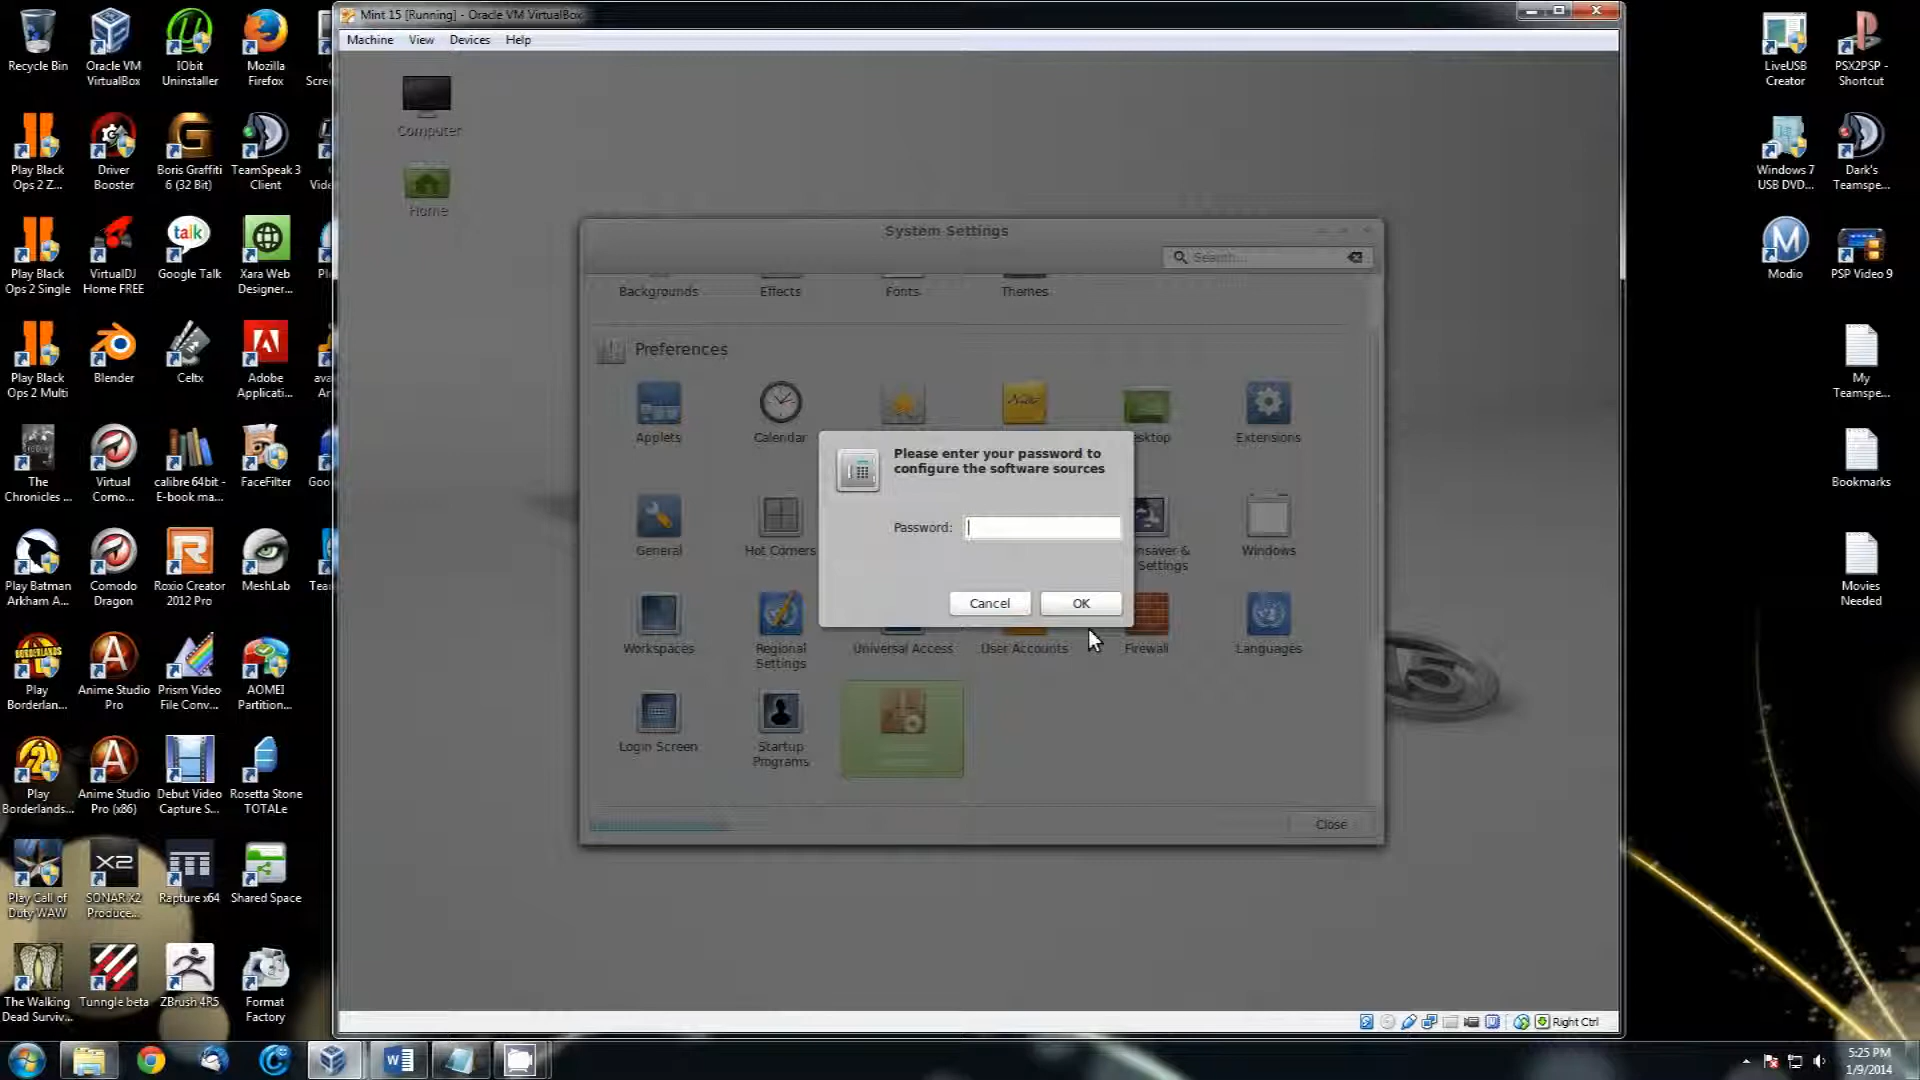 Mint 15 [Running] - Oracle VM VirtualBox
Machine View Devices Help
Recycle Bin
Oracle VM
VirtualBox
IObit
Uninstaller
Mozilla
Firefox
Play Black
Ops 2 Z...
Driver
Booster
Boris Graffiti
6 (32 Bit)
TeamSpeak 3
Client
Play Black
Ops 2 Single
VirtualDJ
Home FREE
talk
Google Talk
Xara Web
Designer...
Play Black
Ops 2 Multi
Blender
Celtx
Adobe
Applicati...
The
Chronicles ...
Virtual
Como...
calibre 64bit -
E-book ma...
FaceFilter
Play Batman
Arkham A...
Comodo
Dragon
Roxio Creator
2012 Pro
MeshLab
Play
Borderlan...
Anime Studio
Pro
Prism Video
File Conv...
AOMEI
Partition...
Play
Borderlands...
Anime Studio
Pro (x86)
Debut Video
Capture S...
Rosetta Stone
TOTALe
Play Call of
Duty WAW
X2
SONAR X2
Produce...
Rapture x64
Shared Space
The Walking
Dead Surviv...
Tunngle beta
ZBrush 4R5
Format
Factory
Computer
Home
System Settings
Search...
Backgrounds
Effects
Fonts
Themes
Preferences
Applets
Calendar
Extensions
General
Hot Corners
Windows
Workspaces
Regional
Settings
Universal Access
User Accounts
Firewall
Languages
Login Screen
Startup
Programs
Close
Please enter your password to
configure the software sources
Password:
Cancel
OK
LiveUSB
Creator
PSX2PSP -
Shortcut
Windows 7
USB DVD...
Dark's
Teamspe...
Modio
PSP Video 9
My
Teamspe...
Bookmarks
Movies
Needed
Right Ctrl
5:25 PM
1/9/2014